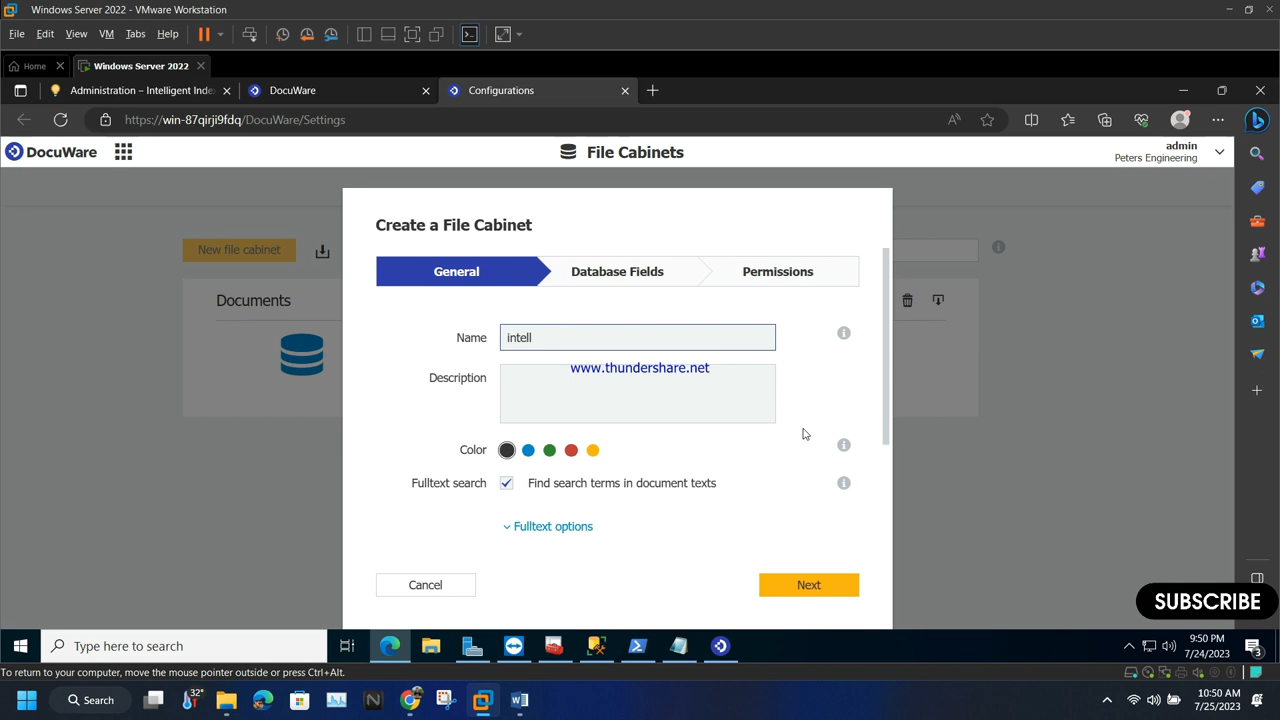 Windows Server 2022 - VMware Workstation
File Edit View VM Tabs Help
Home
Windows Server 2022
Administration – Intelligent Inde
DocuWare
Configurations
https://win-87qirji9fdq/DocuWare/Settings
DocuWare
File Cabinets
admin
Peters Engineering
New file cabinet
Documents
Create a File Cabinet
General
Database Fields
Permissions
Name
intell
www.thundershare.net
Description
Color
Fulltext search
Find search terms in document texts
Fulltext options
Cancel
Next
SUBSCRIBE
Type here to search
9:50 PM
7/24/2023
3
To return to your computer, move the mouse pointer outside or press Ctrl+Alt.
Search
32°
10:50 AM
7/25/2023